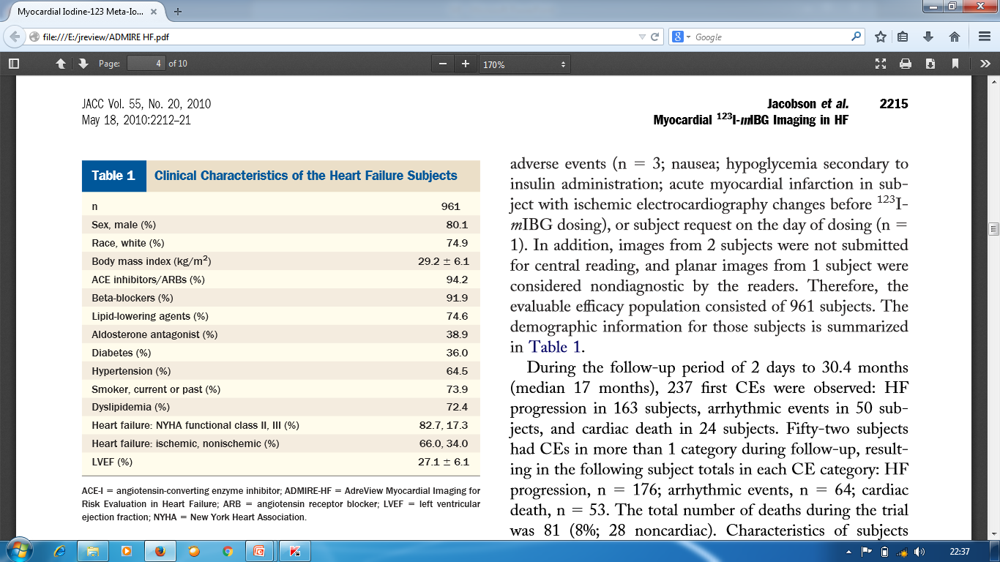 Myocardial Iodine-123 Meta-Io...
file:///E:/jreview/ADMIRE HF.pdf
Google
Page: 4 of 10
170%
JACC Vol. 55, No. 20, 2010
May 18, 2010:2212–21
Jacobson et al. 2215
Myocardial ¹²³I-mIBG Imaging in HF
Table 1 Clinical Characteristics of the Heart Failure Subjects
n 961
Sex, male (%) 80.1
Race, white (%) 74.9
Body mass index (kg/m²) 29.2 ± 6.1
ACE inhibitors/ARBs (%) 94.2
Beta-blockers (%) 91.9
Lipid-lowering agents (%) 74.6
Aldosterone antagonist (%) 38.9
Diabetes (%) 36.0
Hypertension (%) 64.5
Smoker, current or past (%) 73.9
Dyslipidemia (%) 72.4
Heart failure: NYHA functional class II, III (%) 82.7, 17.3
Heart failure: ischemic, nonischemic (%) 66.0, 34.0
LVEF (%) 27.1 ± 6.1
ACE-I = angiotensin-converting enzyme inhibitor; ADMIRE-HF = AdreView Myocardial Imaging for
Risk Evaluation in Heart Failure; ARB = angiotensin receptor blocker; LVEF = left ventricular
ejection fraction; NYHA = New York Heart Association.
adverse events (n = 3; nausea; hypoglycemia secondary to
insulin administration; acute myocardial infarction in sub-
ject with ischemic electrocardiography changes before ¹²³I-
mIBG dosing), or subject request on the day of dosing (n =
1). In addition, images from 2 subjects were not submitted
for central reading, and planar images from 1 subject were
considered nondiagnostic by the readers. Therefore, the
evaluable efficacy population consisted of 961 subjects. The
demographic information for those subjects is summarized
in Table 1.
During the follow-up period of 2 days to 30.4 months
(median 17 months), 237 first CEs were observed: HF
progression in 163 subjects, arrhythmic events in 50 sub-
jects, and cardiac death in 24 subjects. Fifty-two subjects
had CEs in more than 1 category during follow-up, result-
ing in the following subject totals in each CE category: HF
progression, n = 176; arrhythmic events, n = 64; cardiac
death, n = 53. The total number of deaths during the trial
was 81 (8%; 28 noncardiac). Characteristics of subjects
22:37